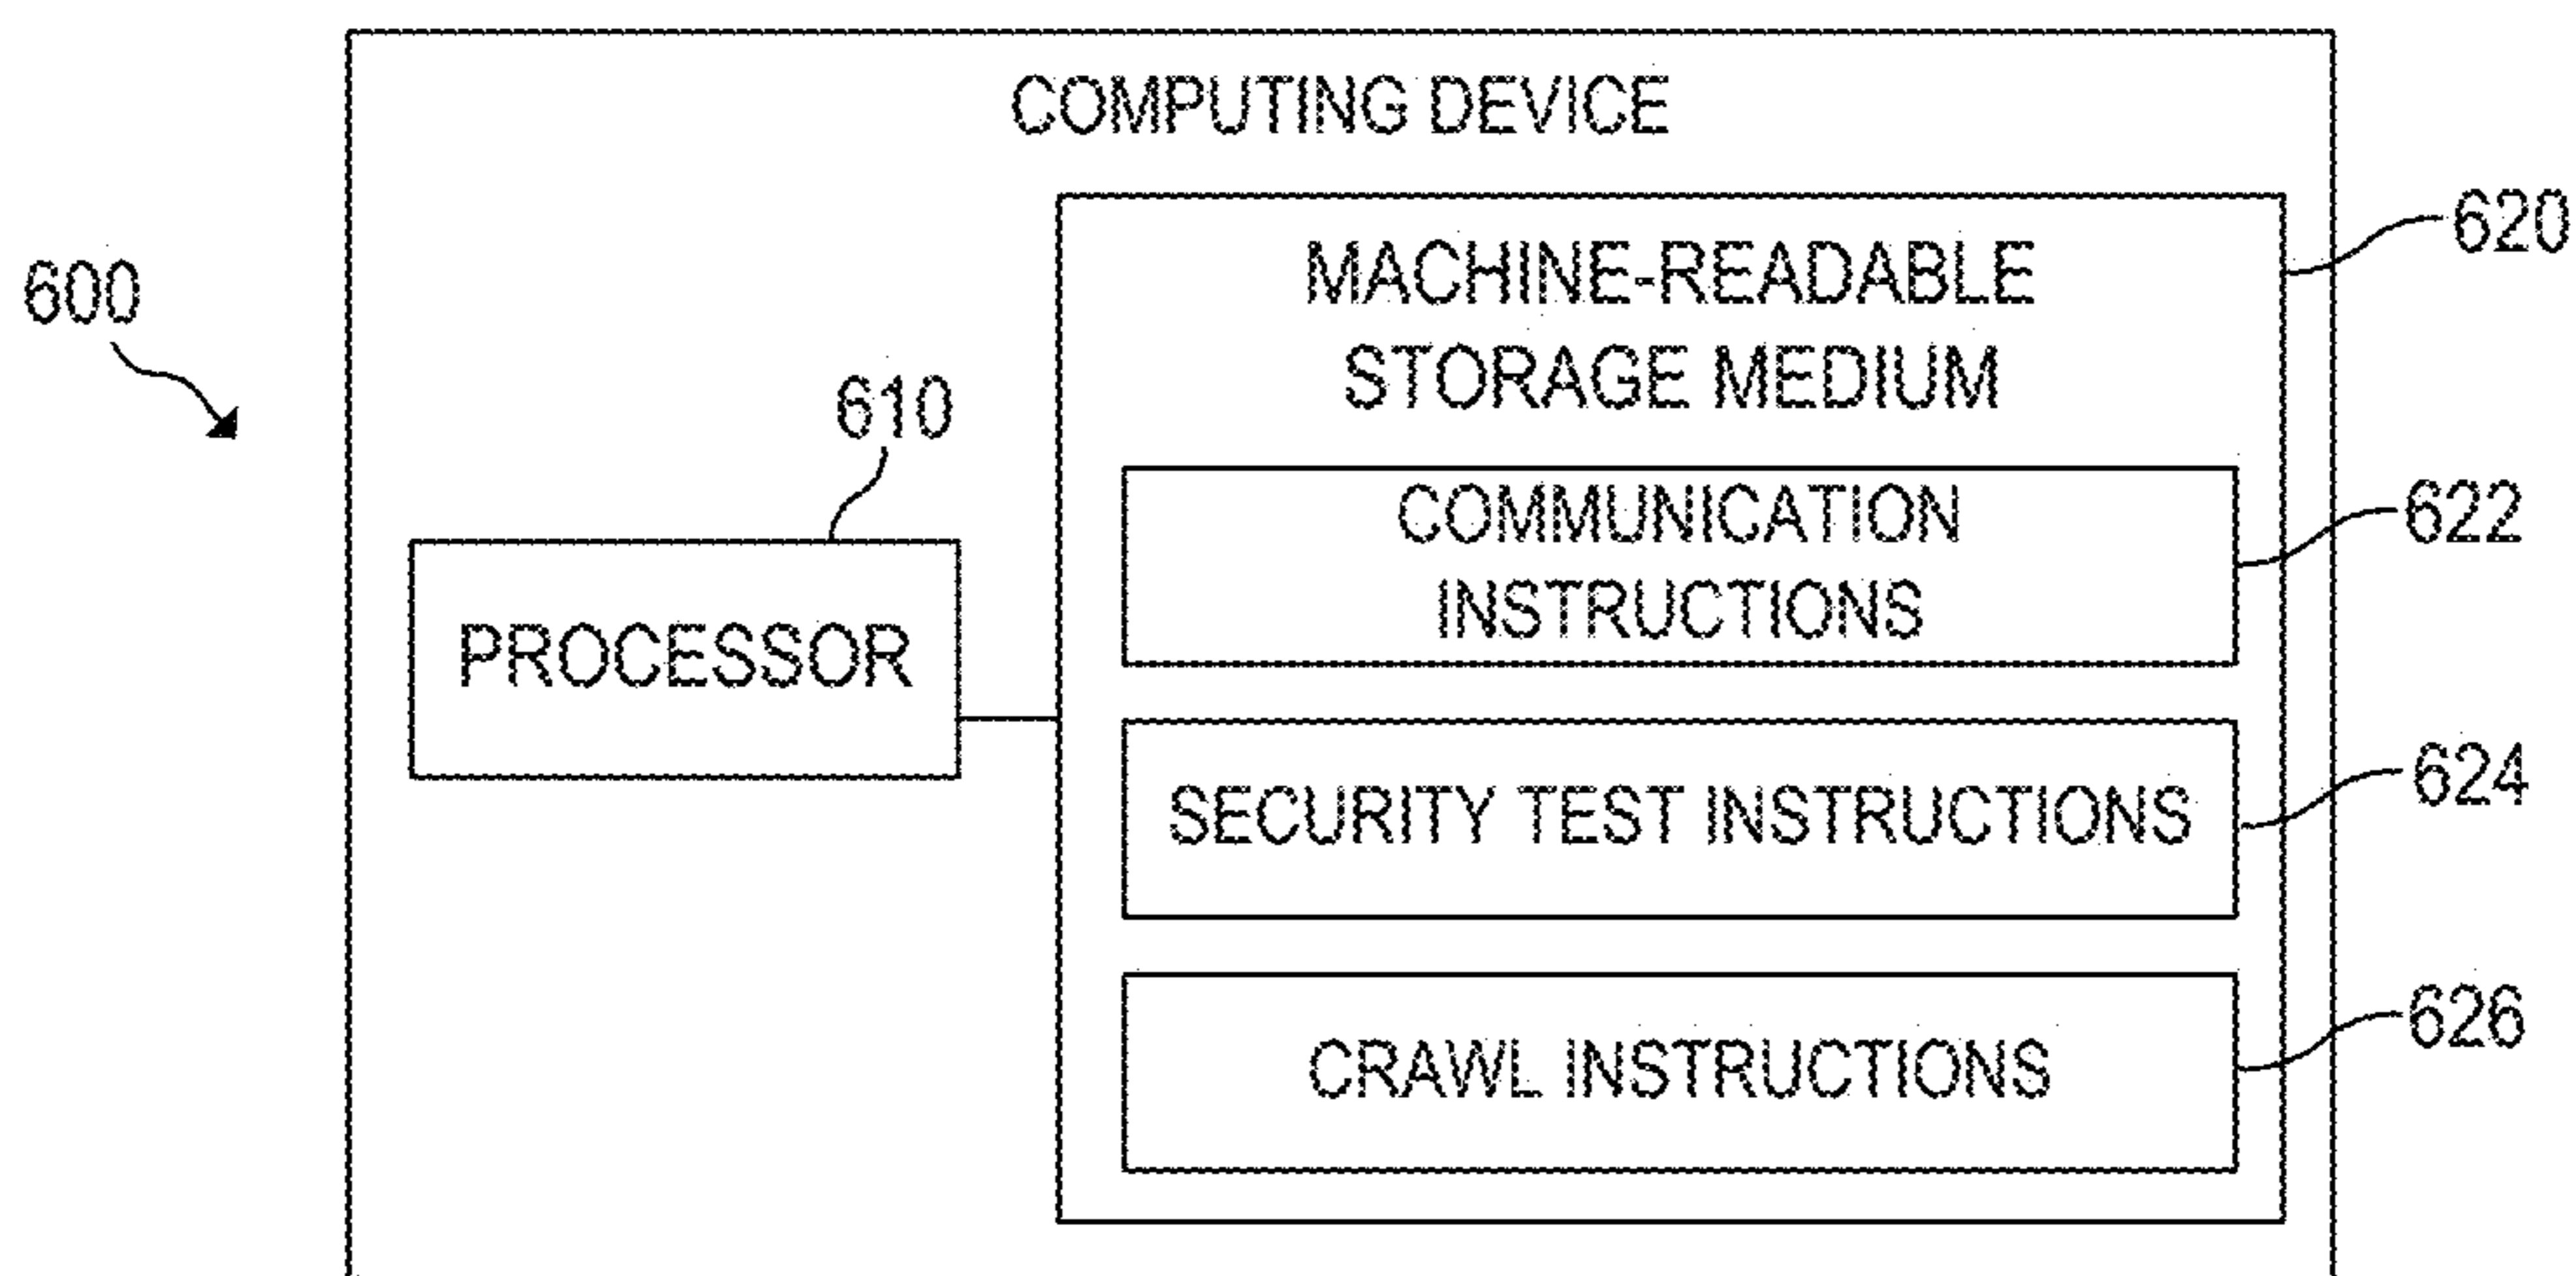 COMPUTING DEVICE
620
MACHINE-READABLE
STORAGE MEDIUM
600
610
COMMUNICATION
INSTRUCTIONS
622
PROCESSOR
SECURITY TEST INSTRUCTIONS
624
CRAWL INSTRUCTIONS
626